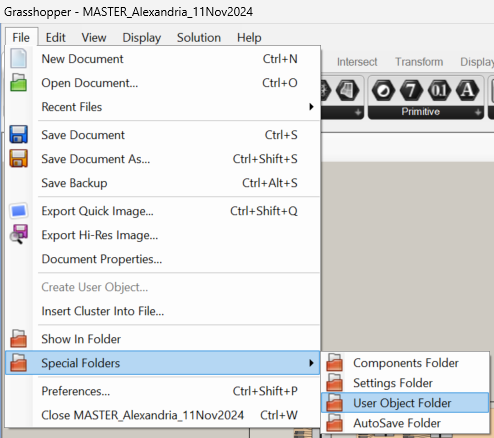 Grasshopper - MASTER_Alexandria_11Nov2024
File Edit View Display Solution Help
New Document Ctrl+N
Open Document... Ctrl+O
Recent Files
Save Document Ctrl+S
Save Document As... Ctrl+Shift+S
Save Backup Ctrl+Alt+S
Export Quick Image... Ctrl+Shift+Q
Export Hi-Res Image...
Document Properties...
Create User Object...
Insert Cluster Into File...
Show In Folder
Special Folders
Preferences... Ctrl+Shift+P
Close MASTER_Alexandria_11Nov2024 Ctrl+W
Intersect Transform Display
7 0.1 A
Primitive
Components Folder
Settings Folder
User Object Folder
AutoSave Folder